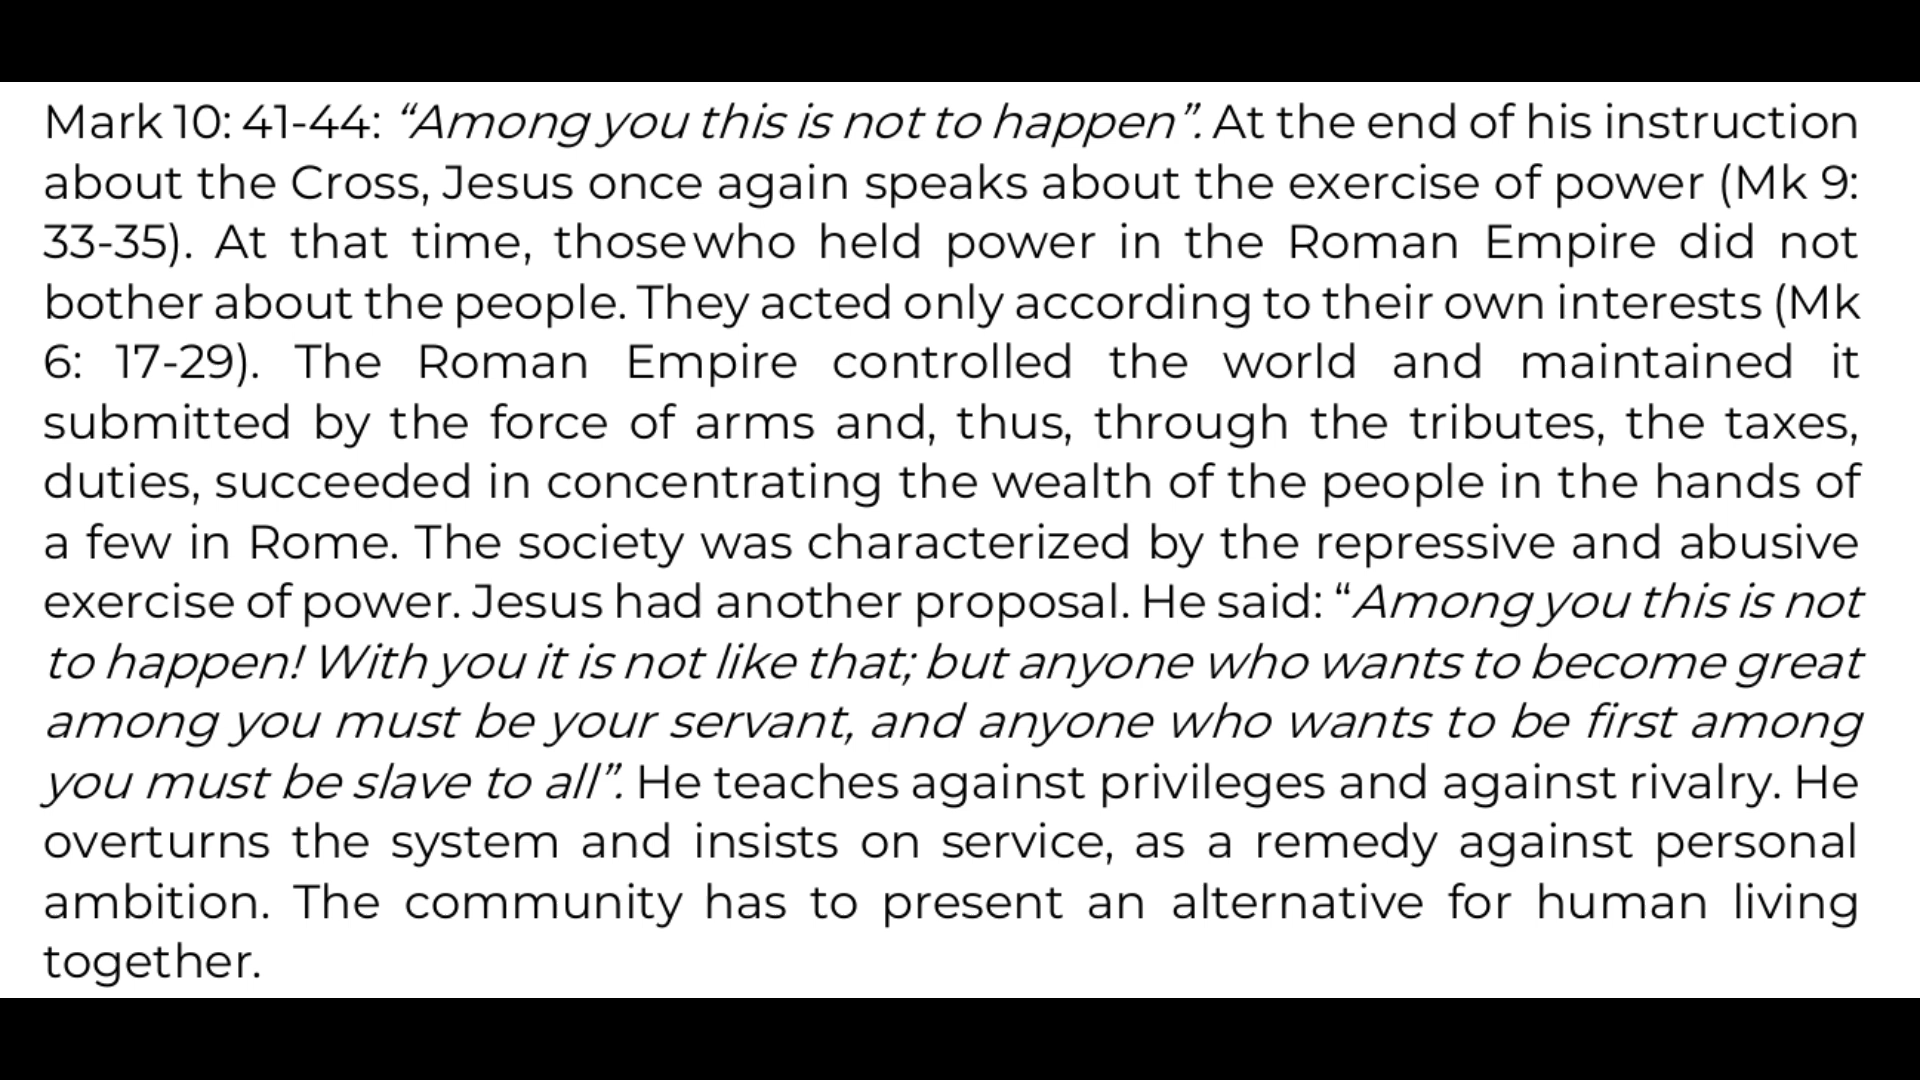 Mark 10: 41-44: “Among you this is not to happen”. At the end of his instruction
about the Cross, Jesus once again speaks about the exercise of power (Mk 9:
33-35). At that time, thosewho held power in the Roman Empire did not
bother about the people. They acted only according to their own interests (Mk
6: 17-29). The Roman Empire controlled the world and maintained it
submitted by the force of arms and, thus, through the tributes, the taxes,
duties, succeeded in concentrating the wealth of the people in the hands of
a few in Rome. The society was characterized by the repressive and abusive
exercise of power. Jesus had another proposal. He said: “Among you this is not
to happen! With you it is not like that; but anyone who wants to become great
among you must be your servant, and anyone who wants to be first among
you must be slave to all”. He teaches against privileges and against rivalry. He
overturns the system and insists on service, as a remedy against personal
ambition. The community has to present an alternative for human living
together.